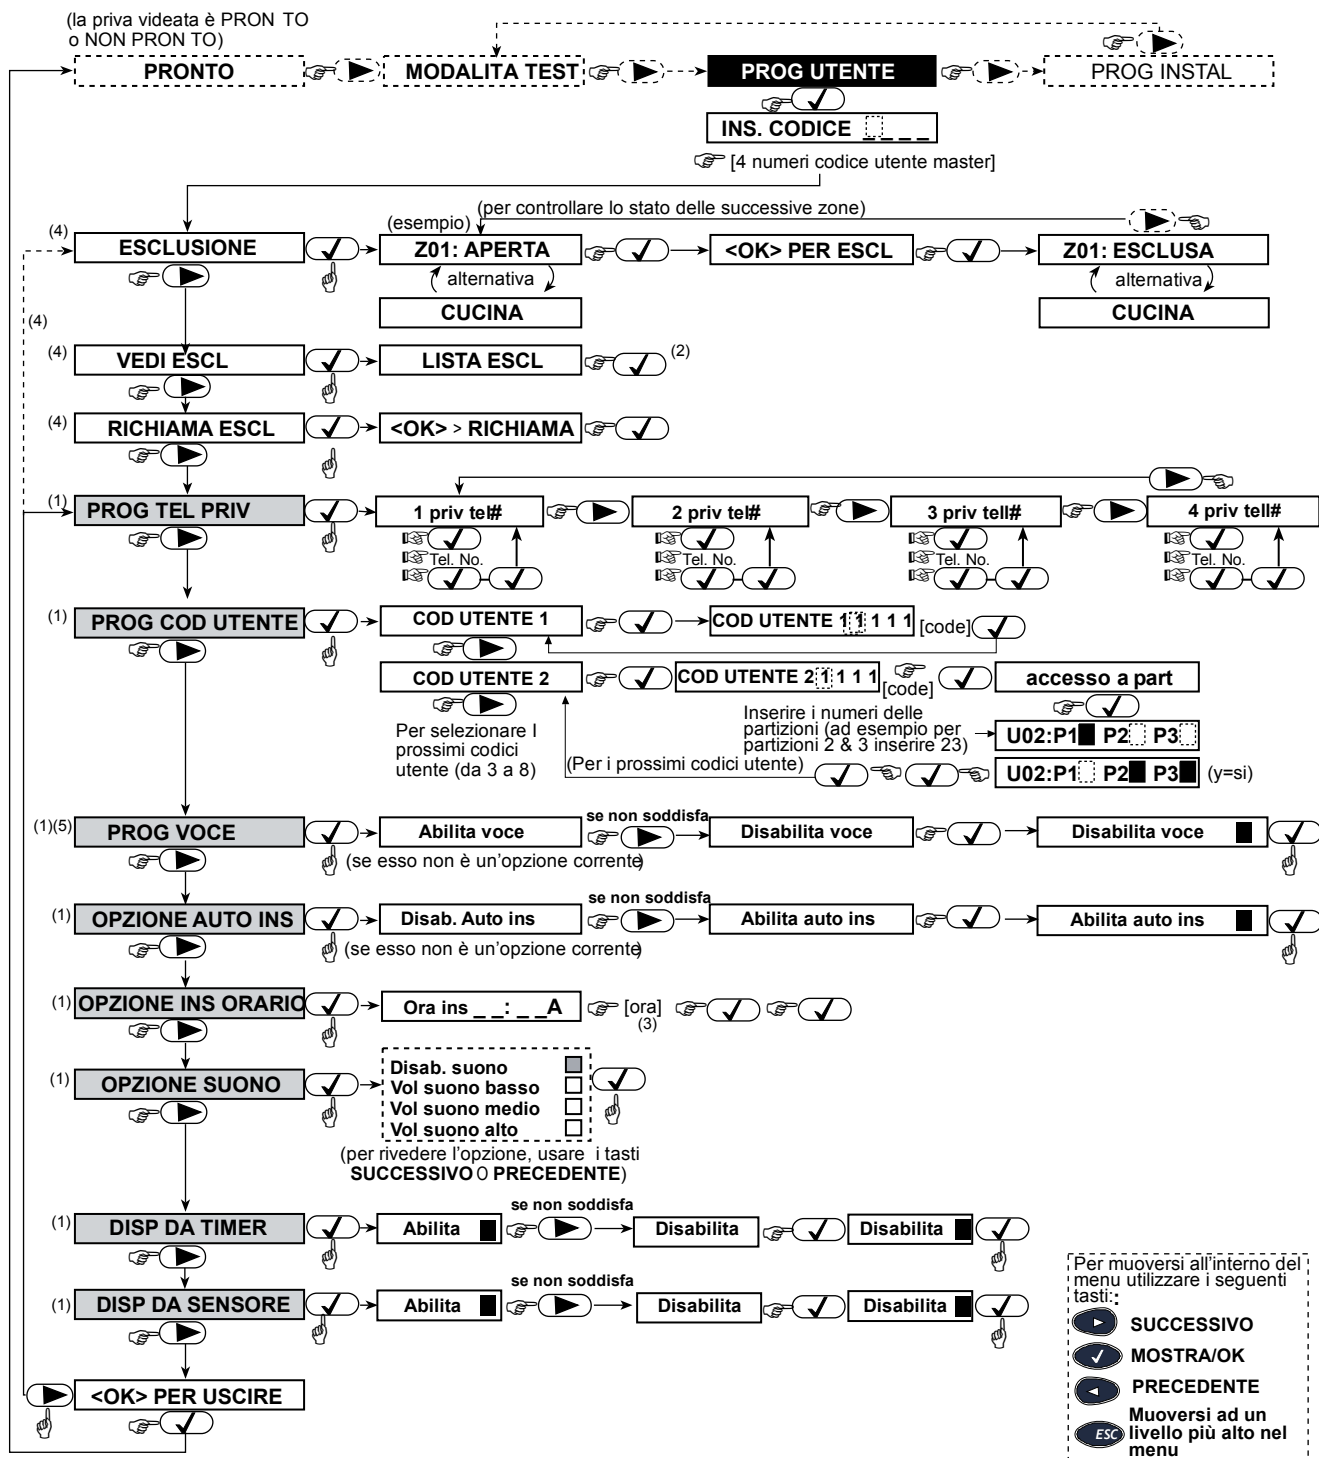 (la priva videata è PRON TO
o NON PRON TO)
PRONTO
MODALITA TEST
PROG UTENTE
PROG INSTAL
INS. CODICE _ _ _ _
[4 numeri codice utente master]
(per controllare lo stato delle successive zone)
(esempio)
(4)
ESCLUSIONE
Z01: APERTA
<OK> PER ESCL
Z01: ESCLUSA
alternativa
alternativa
CUCINA
CUCINA
(4)
(4)
VEDI ESCL
LISTA ESCL
(2)
(4)
RICHIAMA ESCL
<OK> > RICHIAMA
(1)
PROG TEL PRIV
1 priv tel#
2 priv tel#
3 priv tell#
4 priv tell#
Tel. No.
Tel. No.
Tel. No.
Tel. No.
(1)
PROG COD UTENTE
COD UTENTE 1
COD UTENTE 1 1 1 1 1
[code]
COD UTENTE 2
COD UTENTE 2 1 1 1 1
[code]
accesso a part
Per selezionare I
prossimi codici
utente (da 3 a 8)
Inserire i numeri delle
partizioni (ad esempio per
partizioni 2 & 3 inserire 23)
U02:P1 P2 P3
(Per i prossimi codici utente)
U02:P1 P2 P3
(y=si)
(1)(5)
PROG VOCE
Abilita voce
se non soddisfa
Disabilita voce
Disabilita voce
(se esso non è un'opzione corrente)
(1)
OPZIONE AUTO INS
Disab. Auto ins
se non soddisfa
Abilita auto ins
Abilita auto ins
(se esso non è un'opzione corrente)
(1)
OPZIONE INS ORARIO
Ora ins _ _: _ _A
[ora]
(3)
(1)
OPZIONE SUONO
Disab. suono
Vol suono basso
Vol suono medio
Vol suono alto
(per rivedere l'opzione, usare i tasti
SUCCESSIVO O PRECEDENTE)
(1)
DISP DA TIMER
Abilita
se non soddisfa
Disabilita
Disabilita
(1)
DISP DA SENSORE
Abilita
se non soddisfa
Disabilita
Disabilita
<OK> PER USCIRE
Per muoversi all'interno del
menu utilizzare i seguenti
tasti::
SUCCESSIVO
MOSTRA/OK
PRECEDENTE
ESC
Muoversi ad un
livello più alto nel
menu